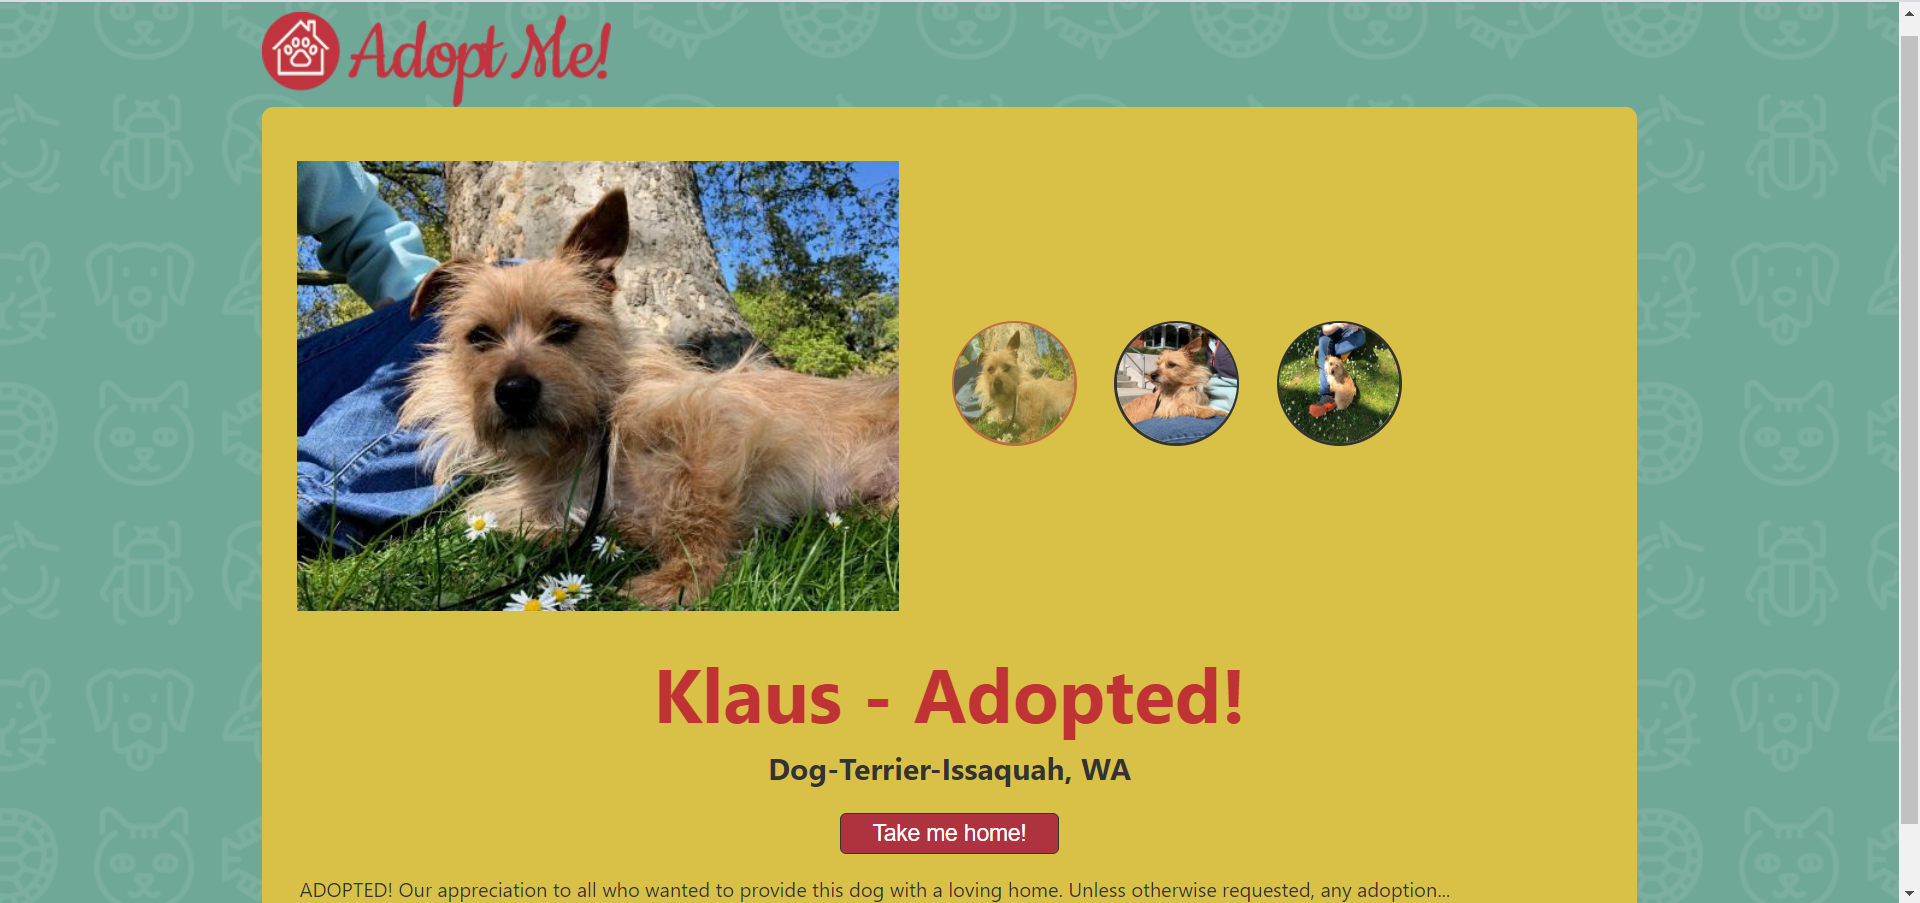 Adopt Me!
Klaus - Adopted!
Dog-Terrier-Issaquah, WA
Take me home!
ADOPTED! Our appreciation to all who wanted to provide this dog with a loving home. Unless otherwise requested, any adoption...